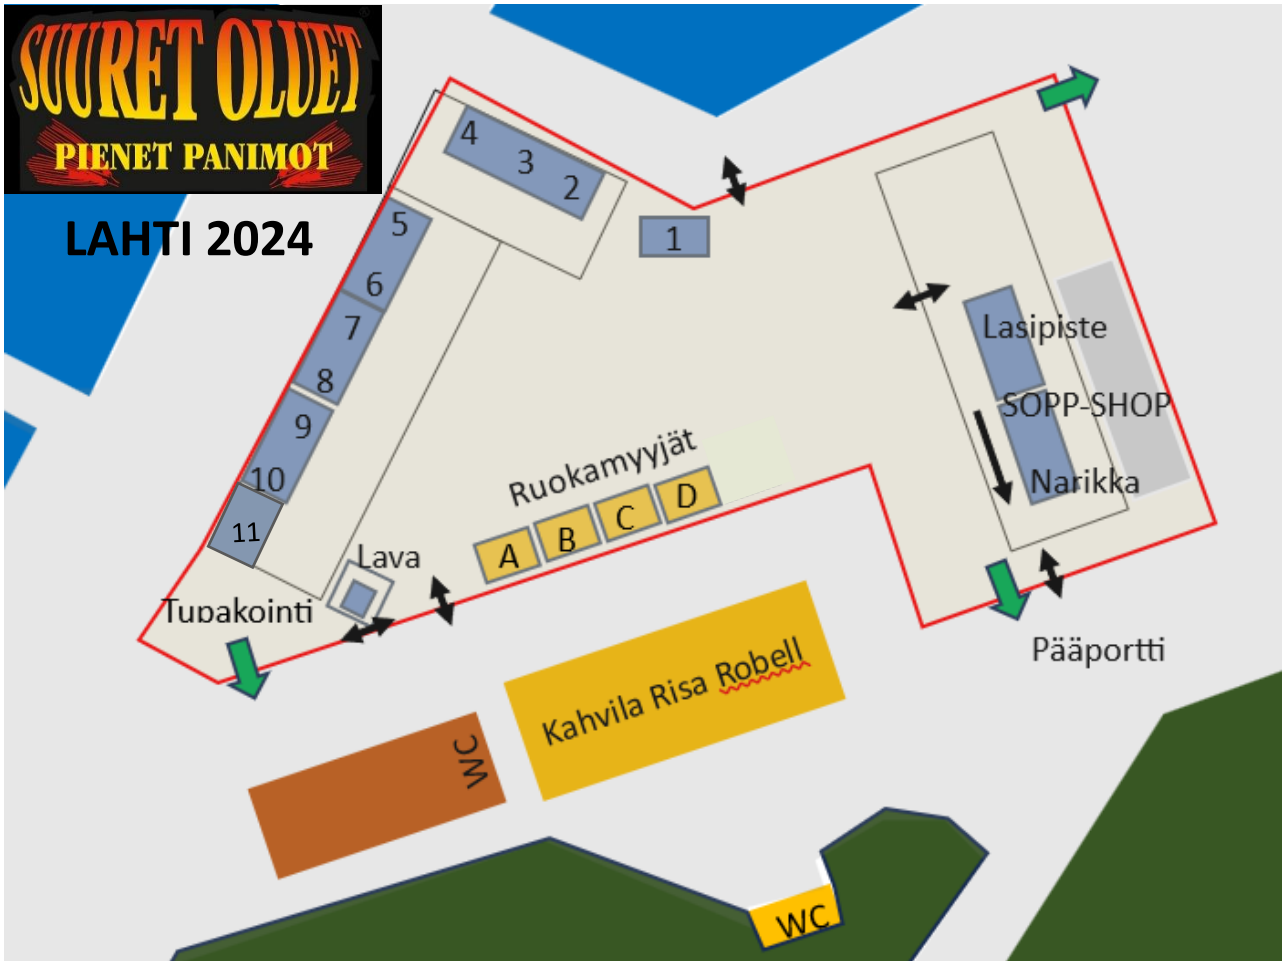 SUURET OLUET
PIENET PANIMOT
LAHTI 2024
4
3
2
1
5
6
7
8
9
10
11
Lasipiste
SOPP-SHOP
Narikka
Ruokamyyjät
A
B
C
D
Lava
Tupakointi
Pääportti
Kahvila Risa Robell
WC
WC